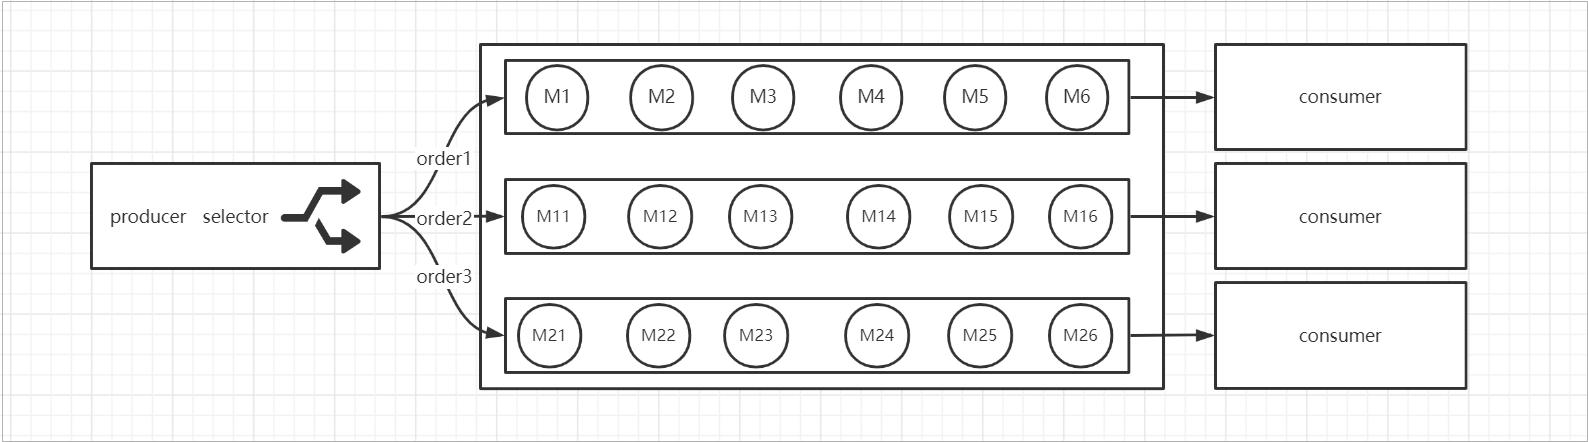 M1 M2 M3 M4 M5 M6
consumer
order1
producer selector
order2
M11 M12 M13 M14 M15 M16
consumer
order3
M21 M22 M23 M24 M25 M26
consumer